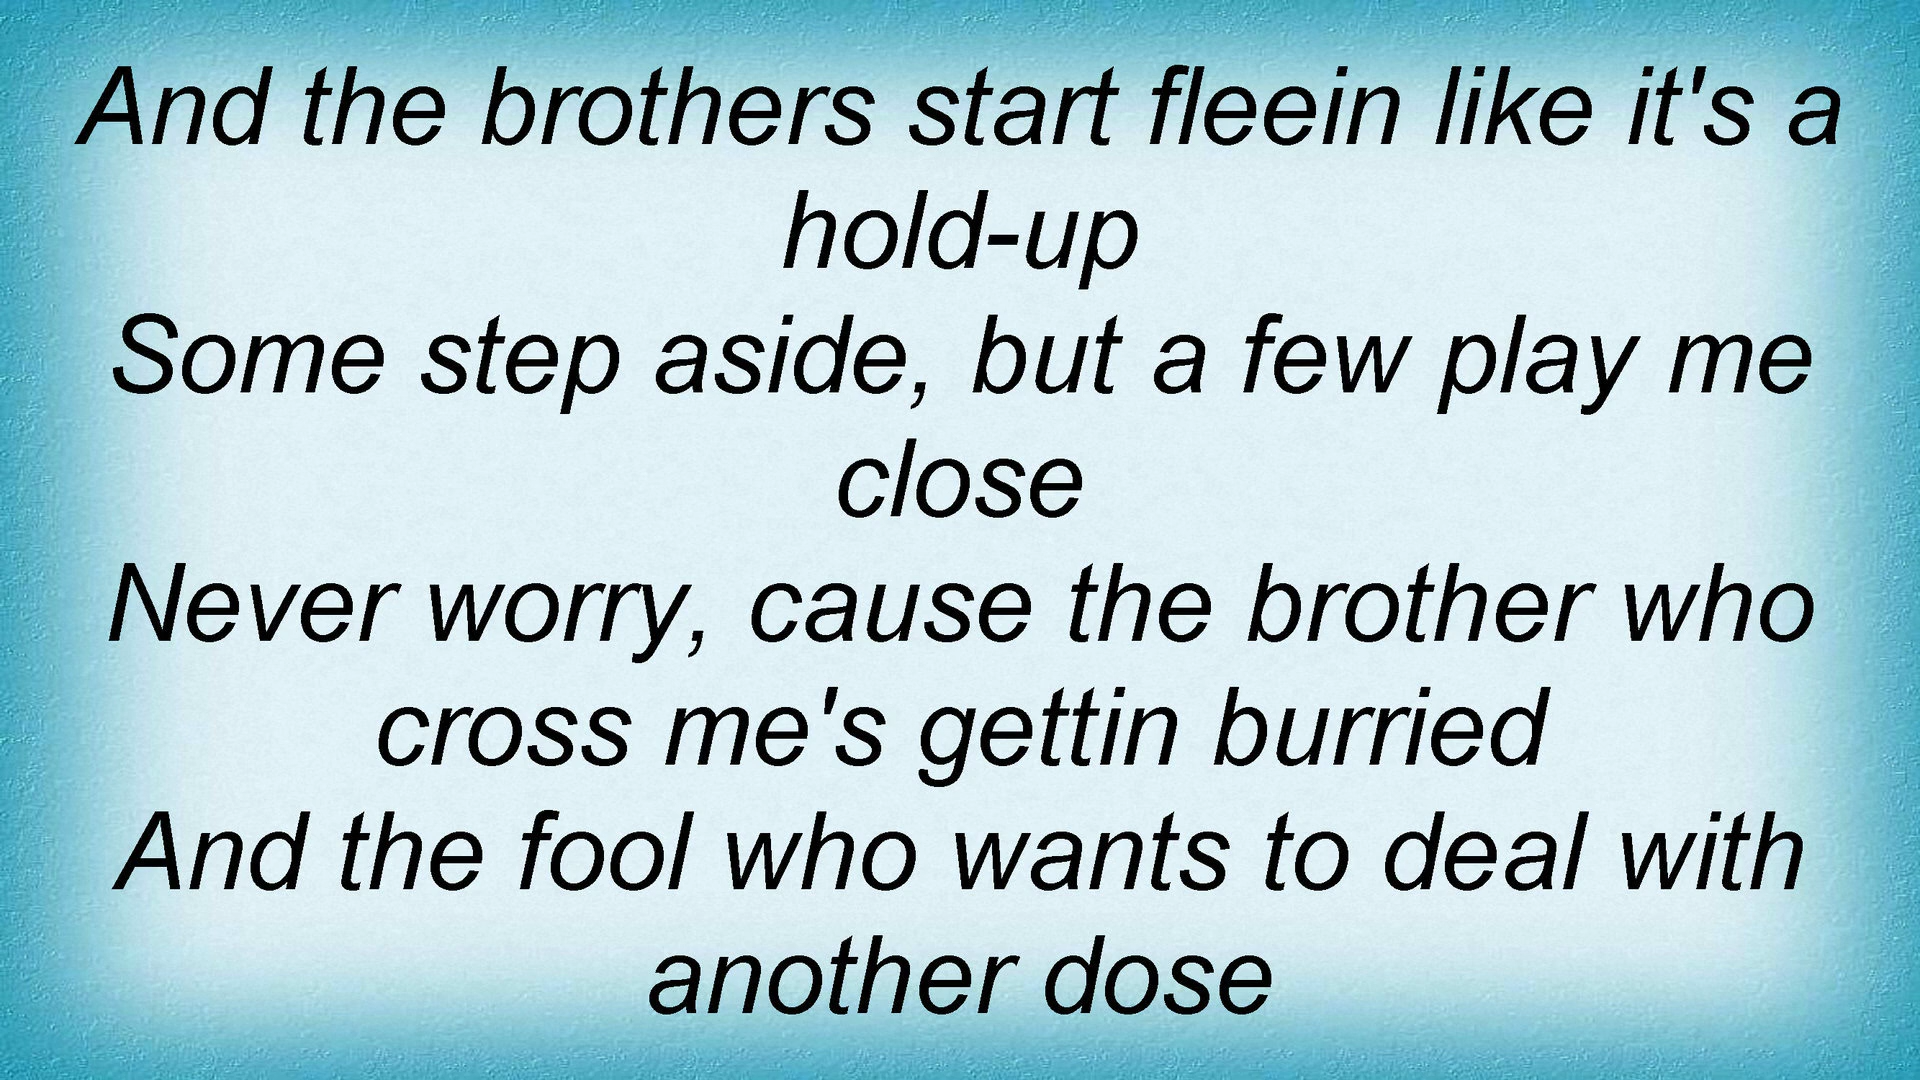 And the brothers start fleein like it's a
hold-up
Some step aside, but a few play me
close
Never worry, cause the brother who
cross me's gettin burried
And the fool who wants to deal with
another dose